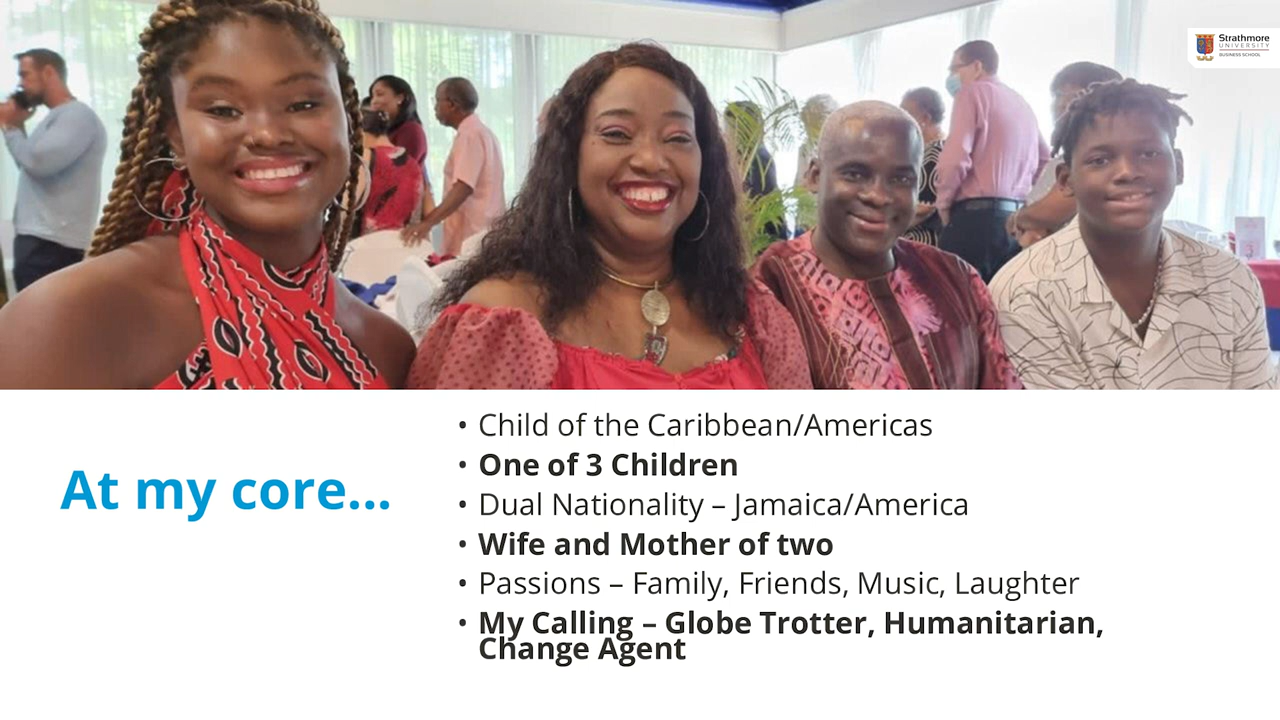 Strathmore
UNIVERSITY
BUSINESS SCHOOL
At my core...
• Child of the Caribbean/Americas
• One of 3 Children
• Dual Nationality – Jamaica/America
• Wife and Mother of two
• Passions – Family, Friends, Music, Laughter
• My Calling – Globe Trotter, Humanitarian,
Change Agent